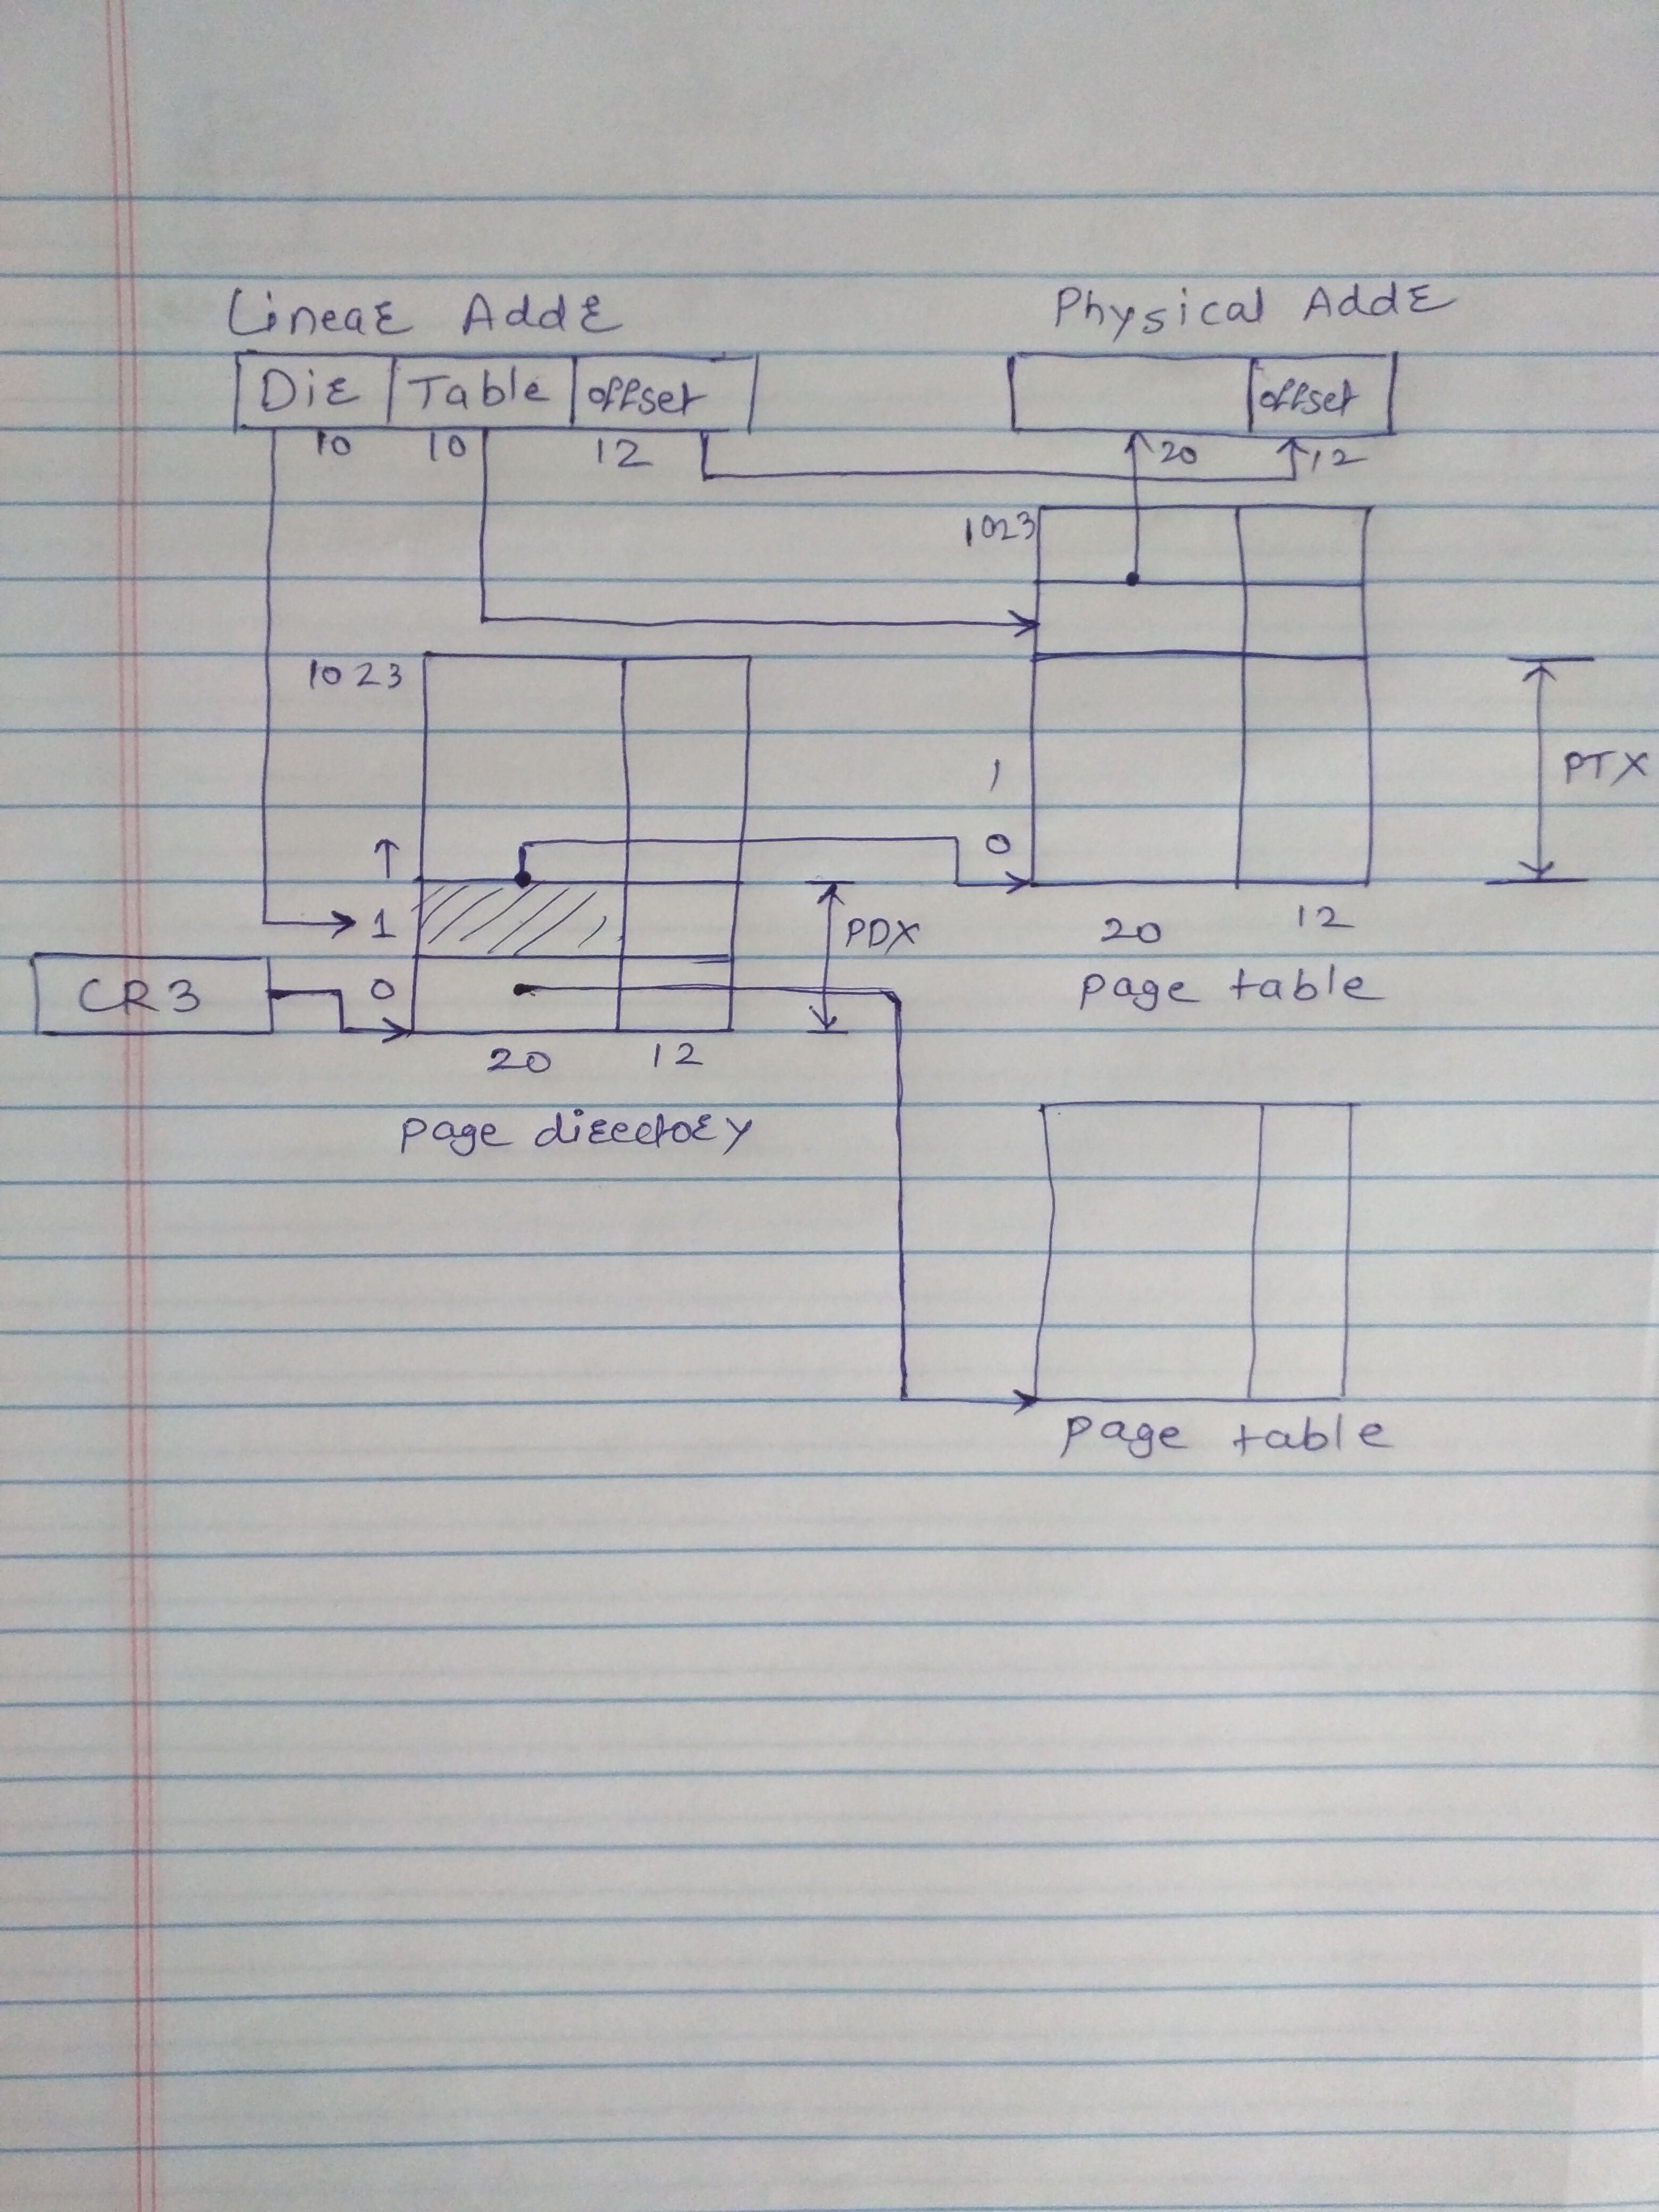 Linear Addr
Physical Addr
Dir Table offset
offset
10 10 12
20 12
1023
1023
PTX
1
0
↑
1
PDX
20 12
CR3
0
page table
20 12
page directory
page table